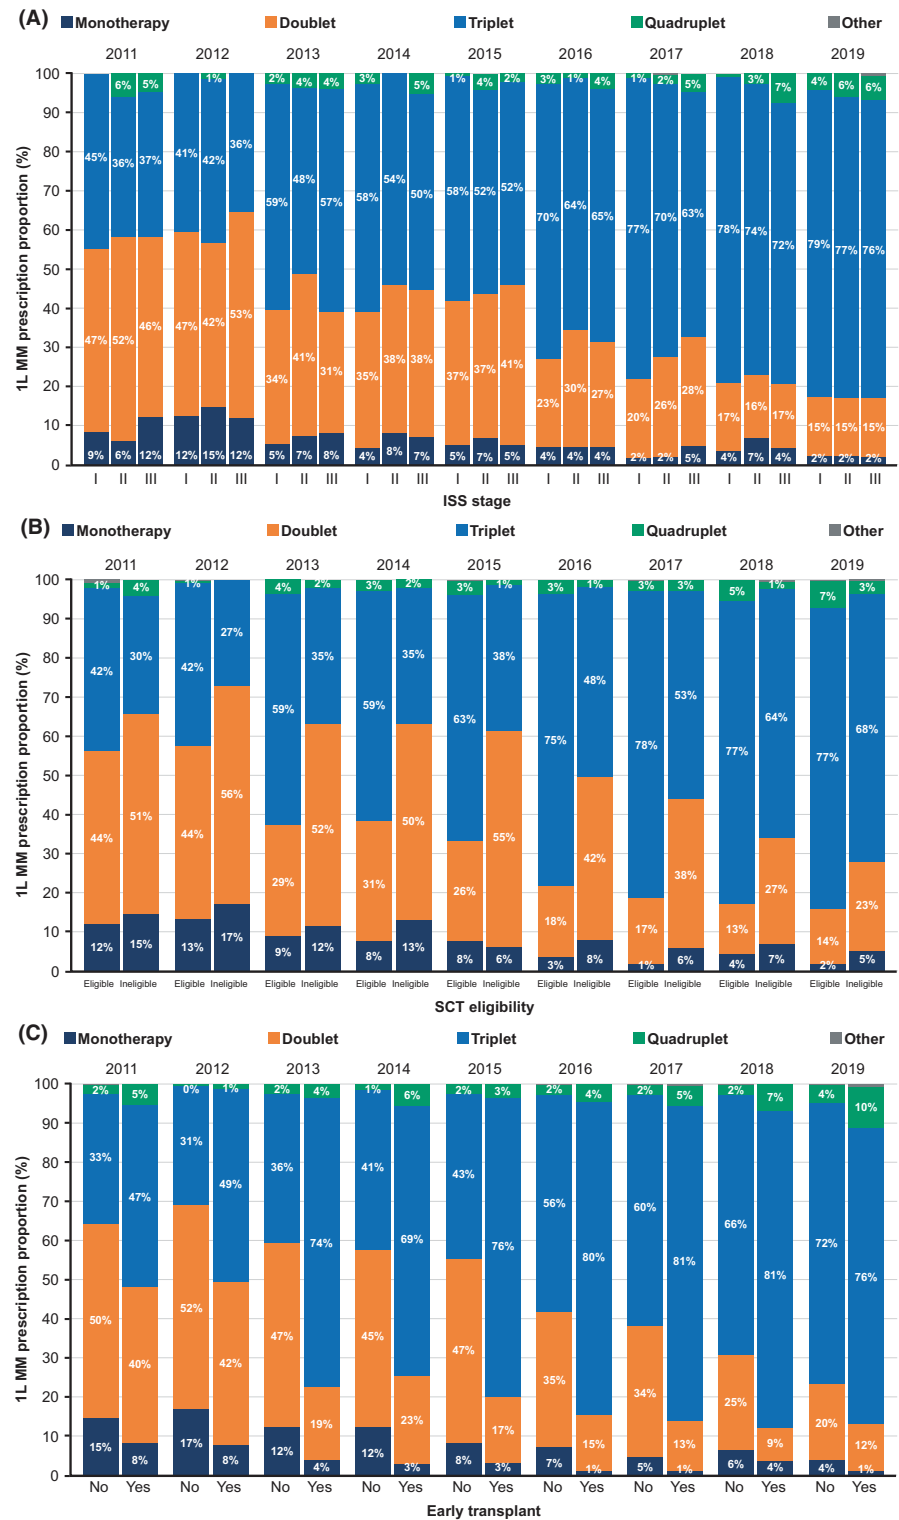 (A) Monotherapy Doublet Triplet Quadruplet Other
2011 2012 2013 2014 2015 2016 2017 2018 2019
1L MM prescription proportion (%)
100
90
80
70
60
50
40
30
20
10
0
6% 5% 1% 2% 4% 4% 3% 5% 1% 4% 2% 3% 1% 4% 1% 2% 5% 3% 7% 4% 6% 6%
45% 36% 37% 41% 42% 36% 59% 48% 57% 58% 54% 50% 58% 52% 52% 70% 64% 65% 77% 70% 63% 78% 74% 72% 79% 77% 76%
47% 52% 46% 47% 42% 53% 34% 41% 31% 35% 38% 38% 37% 37% 41% 23% 30% 27% 20% 26% 28% 17% 16% 17% 15% 15% 15%
9% 6% 12% 12% 15% 12% 5% 7% 8% 4% 8% 7% 5% 7% 5% 4% 4% 4% 2% 2% 5% 4% 7% 4% 2% 2% 2%
I II III I II III I II III I II III I II III I II III I II III I II III I II III
ISS stage
(B) Monotherapy Doublet Triplet Quadruplet Other
2011 2012 2013 2014 2015 2016 2017 2018 2019
1L MM prescription proportion (%)
100
90
80
70
60
50
40
30
20
10
0
1% 4% 1% 4% 2% 3% 2% 3% 1% 3% 1% 3% 3% 5% 1% 7% 3%
42% 30% 42% 27% 59% 35% 59% 35% 63% 38% 75% 48% 78% 53% 77% 64% 77% 68%
44% 51% 44% 56% 29% 52% 31% 50% 26% 55% 18% 42% 17% 38% 13% 27% 14% 23%
12% 15% 13% 17% 9% 12% 8% 13% 8% 6% 3% 8% 1% 6% 4% 7% 2% 5%
Eligible Ineligible Eligible Ineligible Eligible Ineligible Eligible Ineligible Eligible Ineligible Eligible Ineligible Eligible Ineligible Eligible Ineligible Eligible Ineligible
SCT eligibility
(C) Monotherapy Doublet Triplet Quadruplet Other
2011 2012 2013 2014 2015 2016 2017 2018 2019
1L MM prescription proportion (%)
100
90
80
70
60
50
40
30
20
10
0
2% 5% 0% 1% 2% 4% 1% 6% 2% 3% 2% 4% 2% 5% 2% 7% 4% 10%
33% 47% 31% 49% 36% 74% 41% 69% 43% 76% 56% 80% 60% 81% 66% 81% 72% 76%
50% 40% 52% 42% 47% 19% 45% 23% 47% 17% 35% 15% 34% 13% 25% 9% 20% 12%
15% 8% 17% 8% 12% 4% 12% 3% 8% 3% 7% 1% 5% 1% 6% 4% 4% 1%
No Yes No Yes No Yes No Yes No Yes No Yes No Yes No Yes No Yes
Early transplant